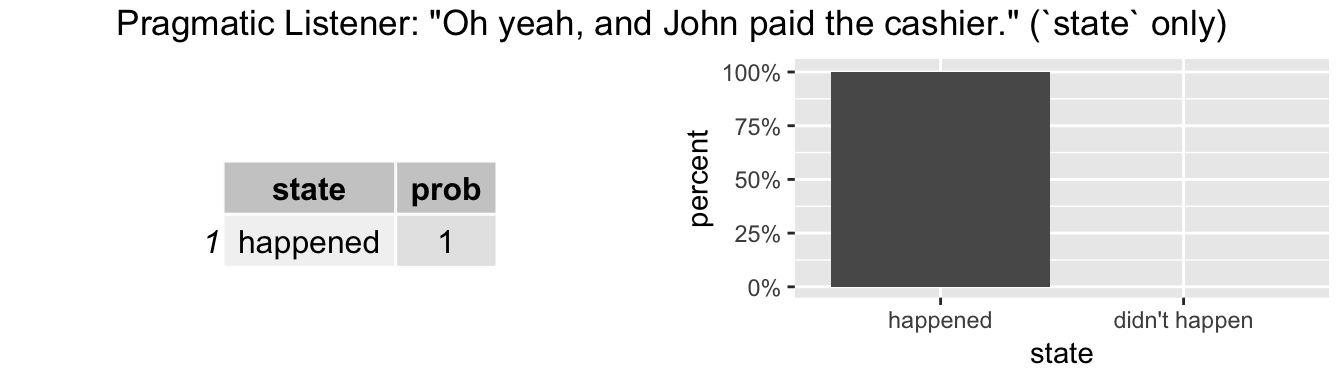 Pragmatic Listener: "Oh yeah, and John paid the cashier." (`state` only)
state prob
1 happened 1
percent
100%
75%
50%
25%
0%
happened didn't happen
state